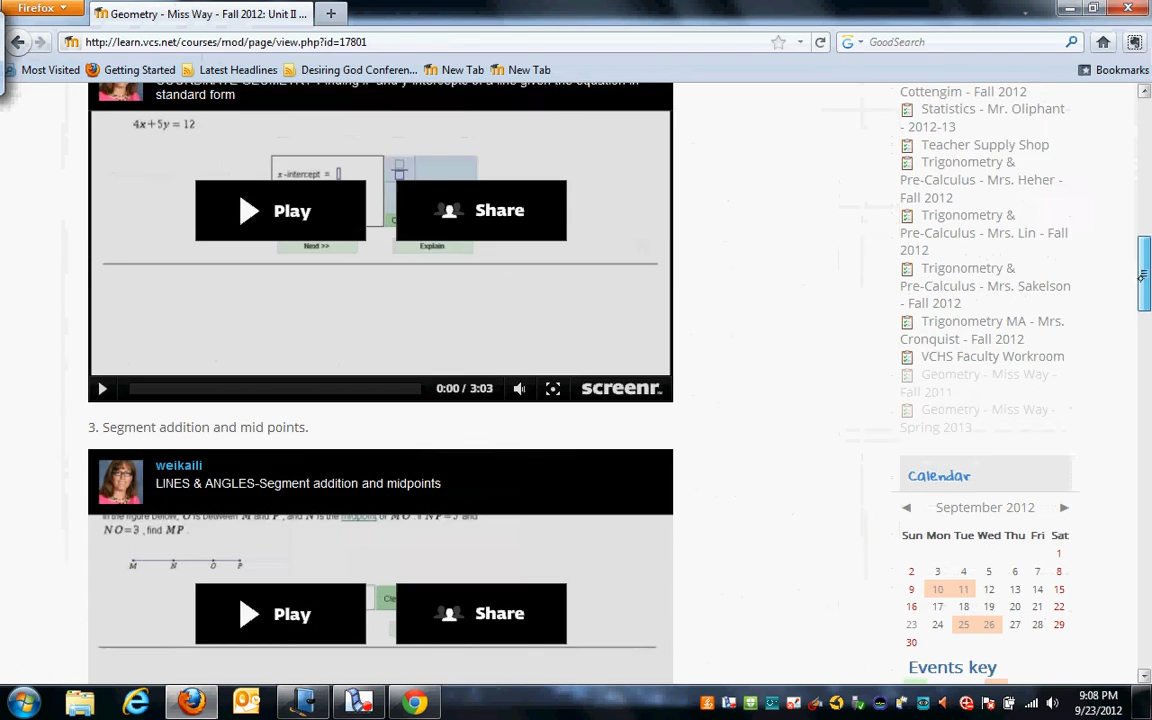 Firefox
Geometry - Miss Way - Fall 2012: Unit II ...
http://learn.vcs.net/courses/mod/page/view.php?id=17801
GoodSearch
Most Visited
Getting Started
Latest Headlines
Desiring God Conferen...
New Tab
New Tab
Bookmarks
standard form
4x+5y = 12
x-intercept =
Play
Share
Next >>
Explain
0:00 / 3:03
screenr
3. Segment addition and mid points.
weikaili
LINES & ANGLES-Segment addition and midpoints
NO=3, find MP
M N O P
Play
Share
Cottengim - Fall 2012
Statistics - Mr. Oliphant
- 2012-13
Teacher Supply Shop
Trigonometry &
Pre-Calculus - Mrs. Heher -
Fall 2012
Trigonometry &
Pre-Calculus - Mrs. Lin - Fall
2012
Trigonometry &
Pre-Calculus - Mrs. Sakelson
- Fall 2012
Trigonometry MA - Mrs.
Cronquist - Fall 2012
VCHS Faculty Workroom
Geometry - Miss Way -
Fall 2011
Geometry - Miss Way -
Spring 2013
Calendar
September 2012
Sun Mon Tue Wed Thu Fri Sat
1
2 3 4 5 6 7 8
9 10 11 12 13 14 15
16 17 18 19 20 21 22
23 24 25 26 27 28 29
30
Events key
9:08 PM
9/23/2012